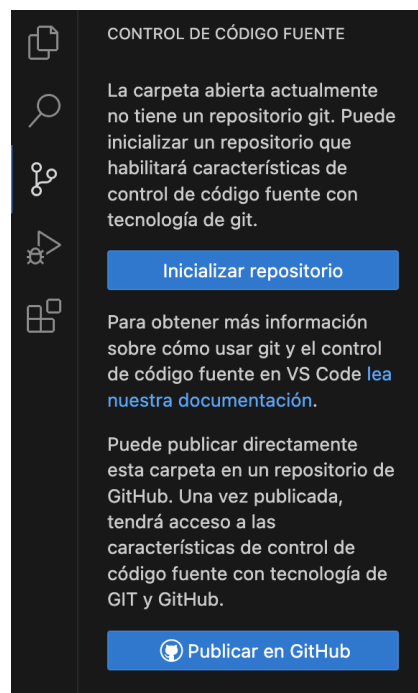 CONTROL DE CÓDIGO FUENTE
La carpeta abierta actualmente
no tiene un repositorio git. Puede
inicializar un repositorio que
habilitará características de
control de código fuente con
tecnología de git.
Inicializar repositorio
Para obtener más información
sobre cómo usar git y el control
de código fuente en VS Code lea
nuestra documentación.
Puede publicar directamente
esta carpeta en un repositorio de
GitHub. Una vez publicada,
tendrá acceso a las
características de control de
código fuente con tecnología de
GIT y GitHub.
Publicar en GitHub